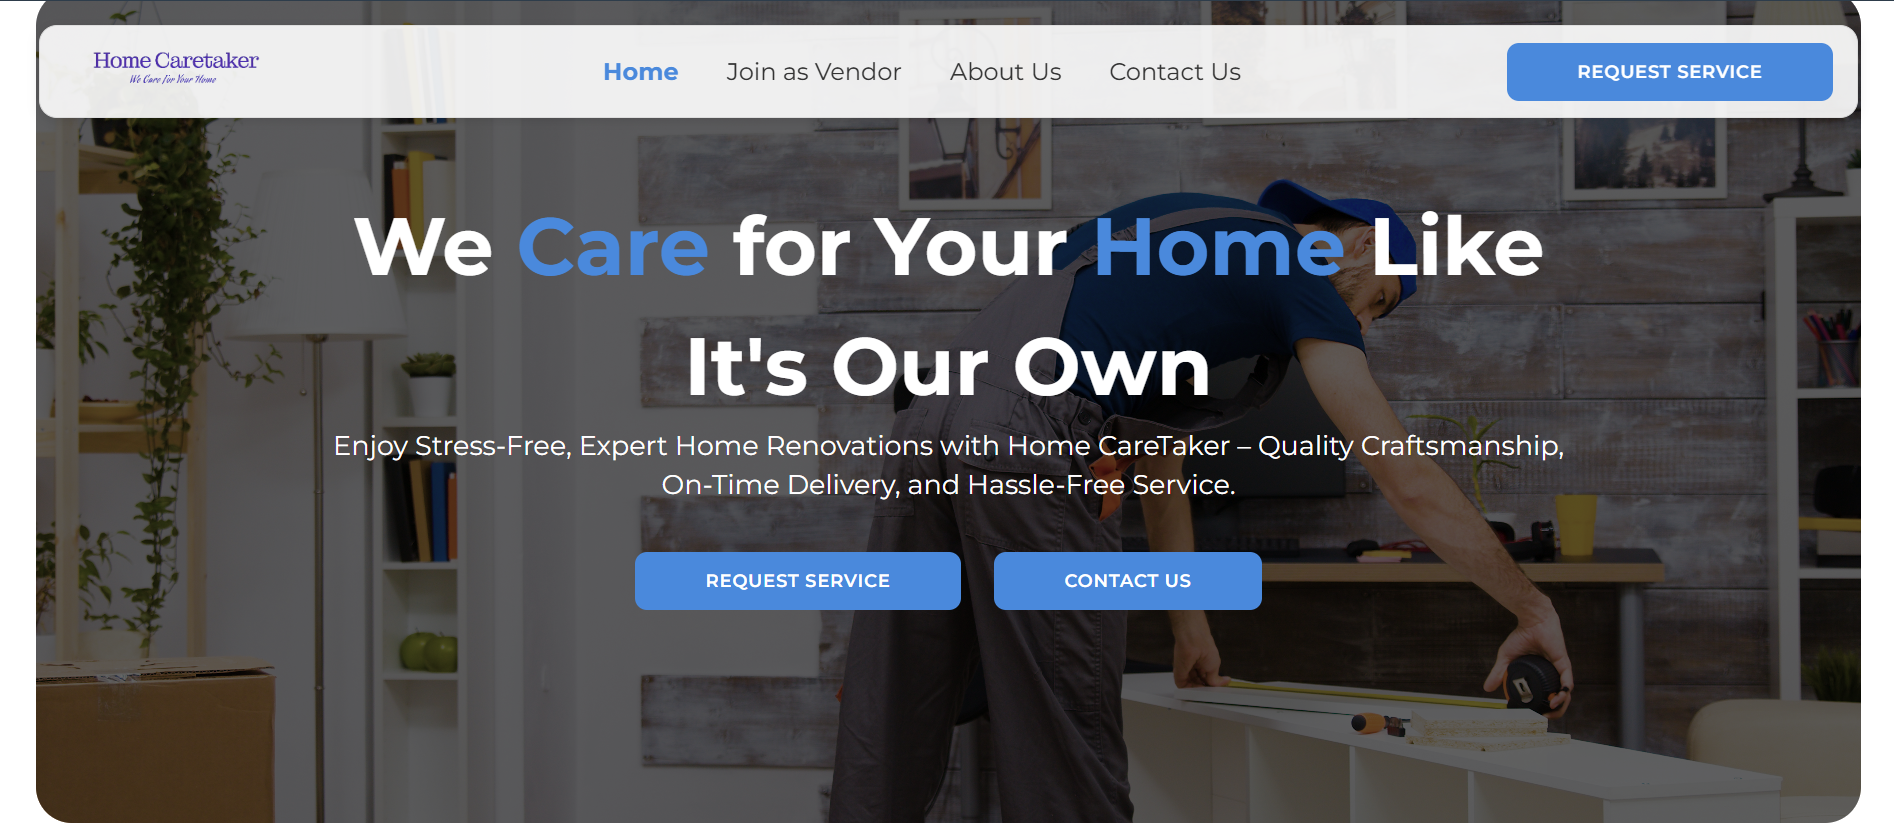 Home Caretaker
We Care for Your Home
Home
Join as Vendor
About Us
Contact Us
REQUEST SERVICE
We Care for Your Home Like
It's Our Own
Enjoy Stress-Free, Expert Home Renovations with Home CareTaker – Quality Craftsmanship,
On-Time Delivery, and Hassle-Free Service.
REQUEST SERVICE
CONTACT US